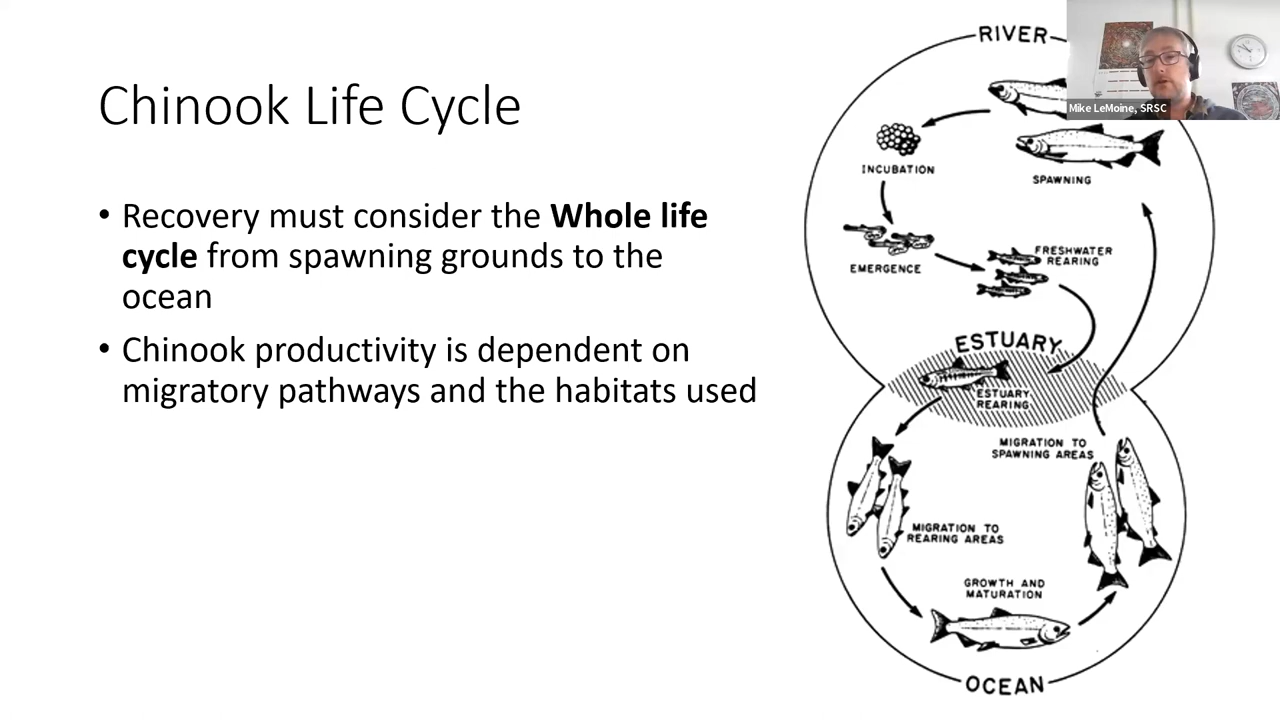 Chinook Life Cycle
• Recovery must consider the Whole life
cycle from spawning grounds to the
ocean
• Chinook productivity is dependent on
migratory pathways and the habitats used
RIVER
Mike LeMoine, SRSC
INCUBATION
SPAWNING
EMERGENCE
FRESHWATER
REARING
ESTUARY
ESTUARY
REARING
MIGRATION TO
SPAWNING AREAS
MIGRATION TO
REARING AREAS
GROWTH AND
MATURATION
OCEAN